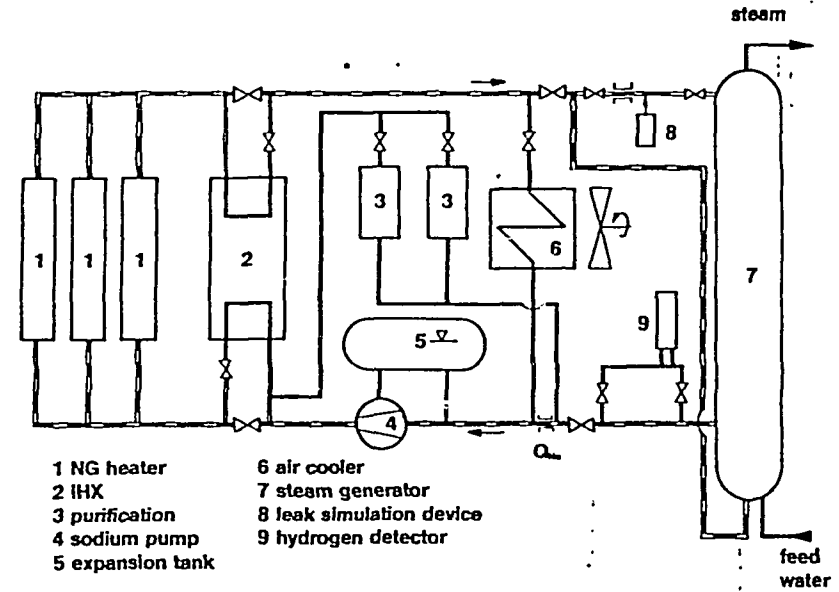 steam
8
1 1 1
2
3 3
6
7
5
9
4
1 NG heater
2 IHX
3 purification
4 sodium pump
5 expansion tank
6 air cooler
7 steam generator
8 leak simulation device
9 hydrogen detector
feed
water